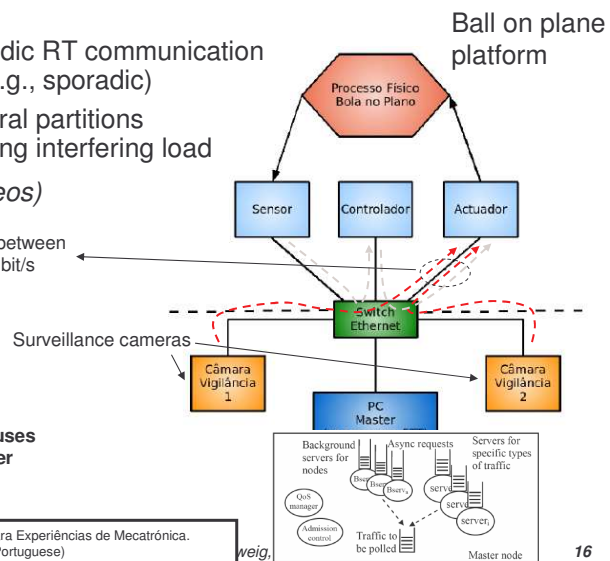 Ball on plane
platform
dic RT communication
.g., sporadic)
ral partitions
ng interfering load
eos)
between
bit/s
Processo Físico
Bola no Plano
Sensor
Controlador
Actuador
Switch
Ethernet
Surveillance cameras
Câmara
Vigilância
1
Câmara
Vigilância
2
PC
Master
uses
er
Background
servers for
nodes
Async requests
Servers for
specific types
of traffic
QoS
manager
Admission
control
Traffic to
be polled
Master node
ara Experiências de Mecatrónica.
Portuguese)
weig,
16